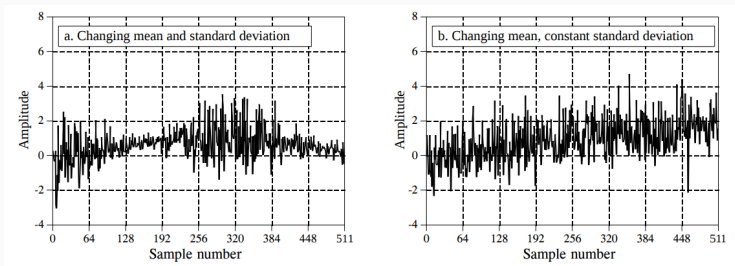 8
6
4
2
0
-2
-4
Amplitude
a. Changing mean and standard deviation
0 64 128 192 256 320 384 448 511
Sample number
8
6
4
2
0
-2
-4
Amplitude
b. Changing mean, constant standard deviation
0 64 128 192 256 320 384 448 511
Sample number